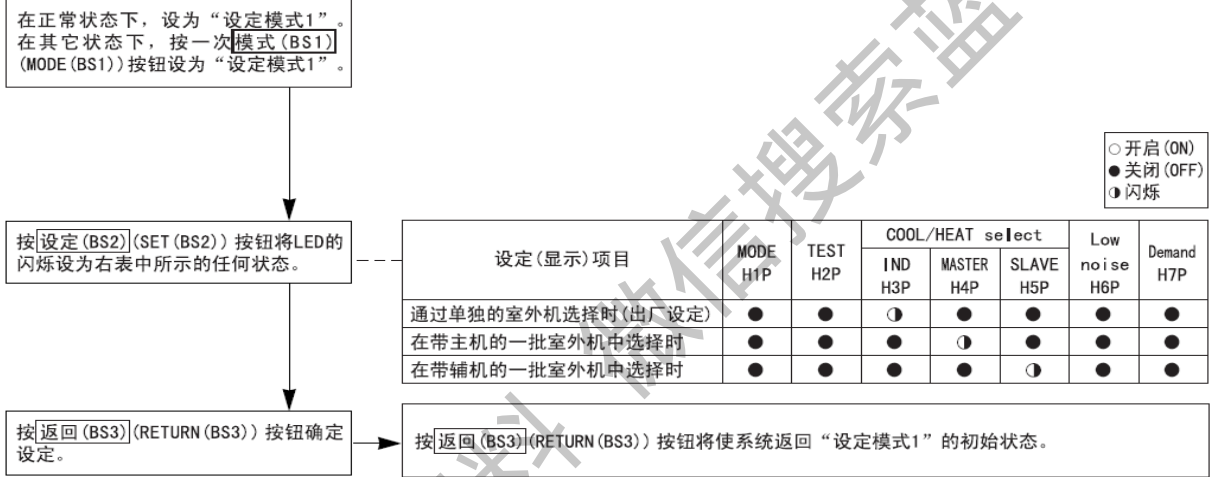 在正常状态下，设为“设定模式1”。
在其它状态下，按一次模式(BS1)
(MODE(BS1))按钮设为“设定模式1”。
○开启(ON)
●关闭(OFF)
◑闪烁
按设定(BS2)(SET(BS2))按钮将LED的
闪烁设为右表中所示的任何状态。
设定(显示)项目 MODE H1P TEST H2P COOL/HEAT select Low noise H6P Demand H7P
IND H3P MASTER H4P SLAVE H5P
通过单独的室外机选择时(出厂设定) ● ● ◑ ● ● ● ●
在带主机的一批室外机中选择时 ● ● ● ◑ ● ● ●
在带辅机的一批室外机中选择时 ● ● ● ● ◑ ● ●
按返回(BS3)(RETURN(BS3))按钮确定
设定。
按返回(BS3)(RETURN(BS3))按钮将使系统返回“设定模式1”的初始状态。
料 微信搜索蓝